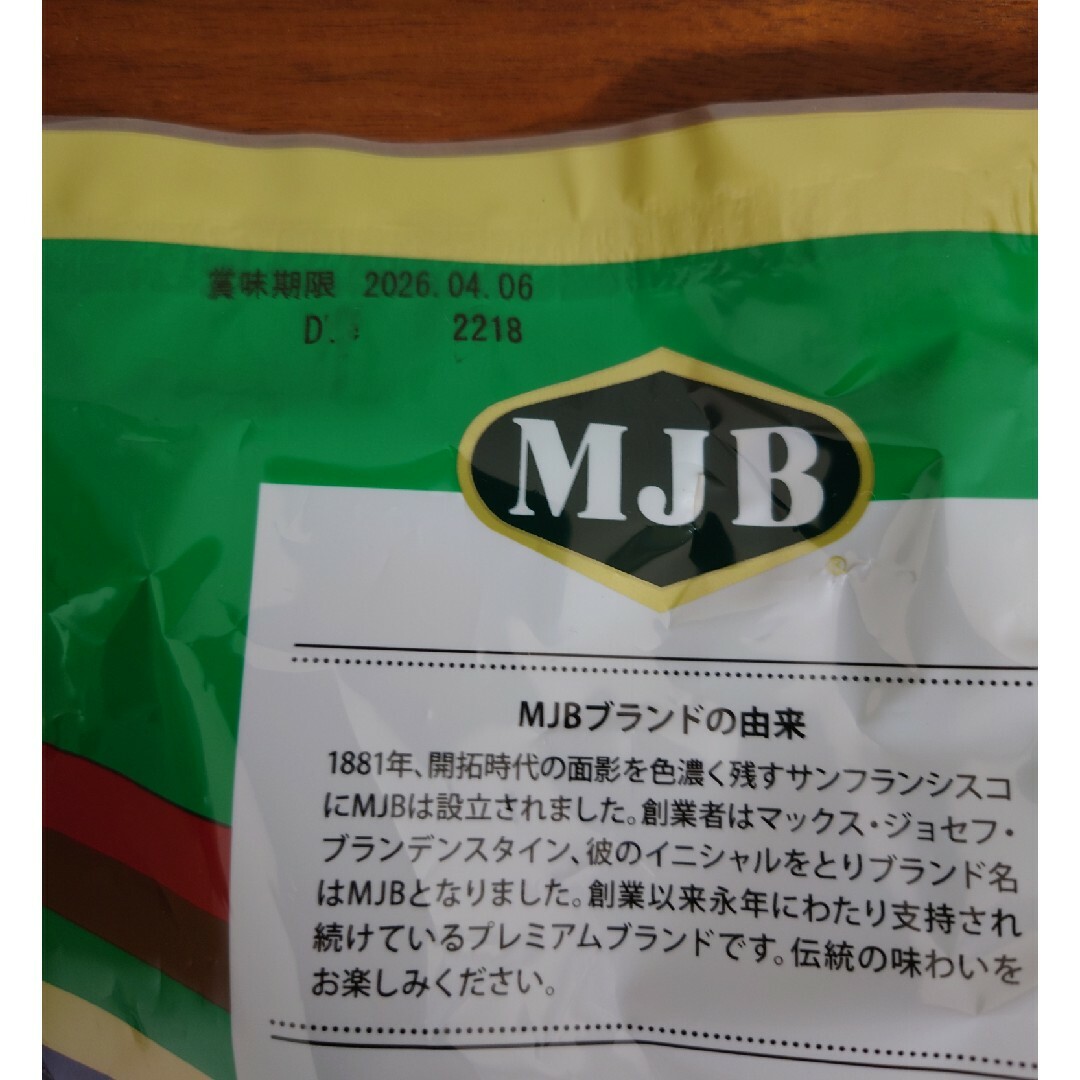 賞味期限 2026.04.06
2218
MJB
MJBブランドの由来
1881年、開拓時代の面影を色濃く残すサンフランシスコ
にMJBは設立されました。創業者はマックス・ジョセフ・
ブランデンスタイン、彼のイニシャルをとりブランド名
はMJBとなりました。創業以来永年にわたり支持され
続けているプレミアムブランドです。伝統の味わいを
お楽しみください。